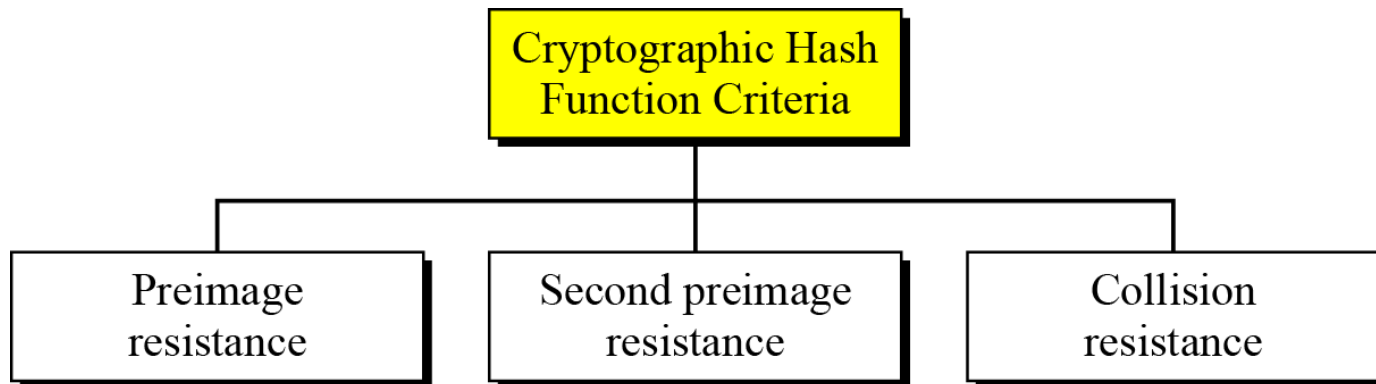 Cryptographic Hash
Function Criteria
Preimage
resistance
Second preimage
resistance
Collision
resistance